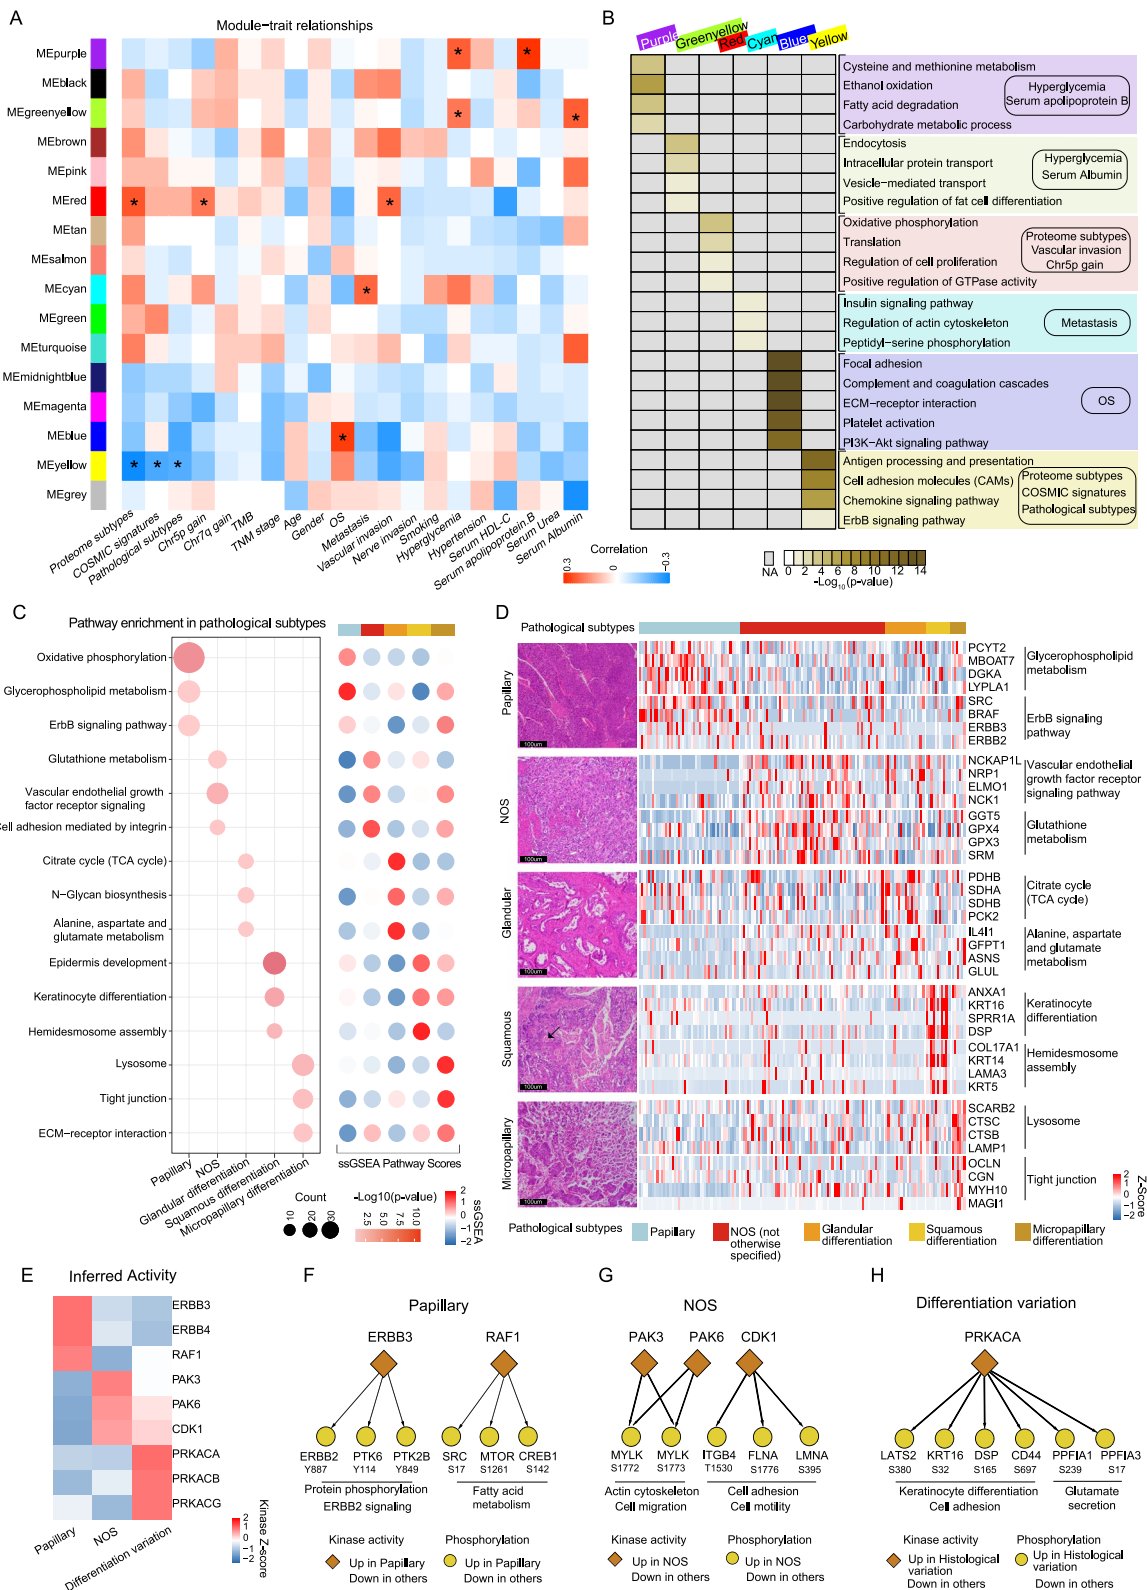 A
Module−trait relationships
MEpurple
MEblack
MEgreenyellow
MEbrown
MEpink
MEred
MEtan
MEsalmon
MEcyan
MEgreen
MEturquoise
MEmidnightblue
MEmagenta
MEblue
MEyellow
MEgrey
Proteome subtypes
COSMIC signatures
Pathological subtypes
Chr5p gain
Chr7q gain
TMB
TNM stage
Age
Gender
OS
Metastasis
Vascular invasion
Nerve invasion
Smoking
Hyperglycemia
Hypertension
Serum HDL-C
Serum apolipoprotein.B
Serum Urea
Serum Albumin
Correlation
0.3
0
-0.3
B
Purple
Greenyellow
Red
Cyan
Blue
Yellow
Cysteine and methionine metabolism
Ethanol oxidation
Fatty acid degradation
Carbohydrate metabolic process
Hyperglycemia
Serum apolipoprotein B
Endocytosis
Intracellular protein transport
Vesicle−mediated transport
Positive regulation of fat cell differentiation
Hyperglycemia
Serum Albumin
Oxidative phosphorylation
Translation
Regulation of cell proliferation
Positive regulation of GTPase activity
Proteome subtypes
Vascular invasion
Chr5p gain
Insulin signaling pathway
Regulation of actin cytoskeleton
Peptidyl−serine phosphorylation
Metastasis
Focal adhesion
Complement and coagulation cascades
ECM−receptor interaction
Platelet activation
PI3K−Akt signaling pathway
OS
Antigen processing and presentation
Cell adhesion molecules (CAMs)
Chemokine signaling pathway
ErbB signaling pathway
Proteome subtypes
COSMIC signatures
Pathological subtypes
NA
0 2 4 6 8 10 12 14
-Log10(p-value)
C
Pathway enrichment in pathological subtypes
Oxidative phosphorylation
Glycerophospholipid metabolism
ErbB signaling pathway
Glutathione metabolism
Vascular endothelial growth
factor receptor signaling
Cell adhesion mediated by integrin
Citrate cycle (TCA cycle)
N−Glycan biosynthesis
Alanine, aspartate and
glutamate metabolism
Epidermis development
Keratinocyte differentiation
Hemidesmosome assembly
Lysosome
Tight junction
ECM−receptor interaction
Papillary
NOS
Glandular differentiation
Squamous differentiation
Micropapillary differentiation
ssGSEA Pathway Scores
Count
10
20
30
-Log10(p-value)
2.5
5.0
7.5
10.0
ssGSEA
2
1
0
−1
−2
D
Pathological subtypes
Papillary
100um
PCYT2
MBOAT7
DGKA
LYPLA1
Glycerophospholipid
metabolism
SRC
BRAF
ERBB3
ERBB2
ErbB signaling
pathway
NOS
100um
NCKAP1L
NRP1
ELMO1
NCK1
Vascular endothelial
growth factor receptor
signaling pathway
GGT5
GPX4
GPX3
SRM
Glutathione
metabolism
Glandular
100um
PDHB
SDHA
SDHB
PCK2
Citrate cycle
(TCA cycle)
IL4I1
GFPT1
ASNS
GLUL
Alanine, aspartate
and glutamate
metabolism
Squamous
100um
ANXA1
KRT16
SPRR1A
DSP
Keratinocyte
differentiation
COL17A1
KRT14
LAMA3
KRT5
Hemidesmosome
assembly
Micropapillary
100um
SCARB2
CTSC
CTSB
LAMP1
Lysosome
OCLN
CGN
MYH10
MAGI1
Tight junction
2
1
0
−1
−2
Z-Score
Pathological subtypes
Papillary
NOS (not
otherwise
specified)
Glandular
differentiation
Squamous
differentiation
Micropapillary
differentiation
E
Inferred Activity
ERBB3
ERBB4
RAF1
PAK3
PAK6
CDK1
PRKACA
PRKACB
PRKACG
Papillary
NOS
Differentiation variation
2
1
0
−1
−2
Kinase Z-score
F
Papillary
ERBB3
RAF1
ERBB2
PTK6
PTK2B
SRC
MTOR
CREB1
Y887
Y114
Y849
S17
S1261
S142
Protein phosphorylation
ERBB2 signaling
Fatty acid
metabolism
Kinase activity
Up in Papillary
Down in others
Phosphorylation
Up in Papillary
Down in others
G
NOS
PAK3
PAK6
CDK1
MYLK
MYLK
ITGB4
FLNA
LMNA
S1772
S1773
T1530
S1776
S395
Actin cytoskeleton
Cell migration
Cell adhesion
Cell motility
Kinase activity
Up in NOS
Down in others
Phosphorylation
Up in NOS
Down in others
H
Differentiation variation
PRKACA
LATS2
KRT16
DSP
CD44
PPFIA1
PPFIA3
S380
S32
S165
S697
S239
S17
Keratinocyte differentiation
Cell adhesion
Glutamate
secretion
Kinase activity
Up in Histological
variation
Down in others
Phosphorylation
Up in Histological
variation
Down in others